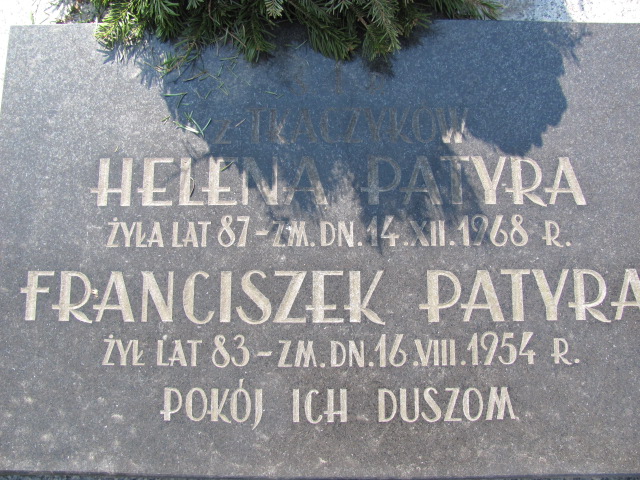 Z TKACZYKÓW
HELENA PATYRA
ŻYŁA LAT 87 - ZM. DN. 14. XII. 1968 R.
FRANCISZEK PATYRA
ŻYŁ LAT 83 - ZM. DN. 16. VIII. 1954 R.
POKÓJ ICH DUSZOM